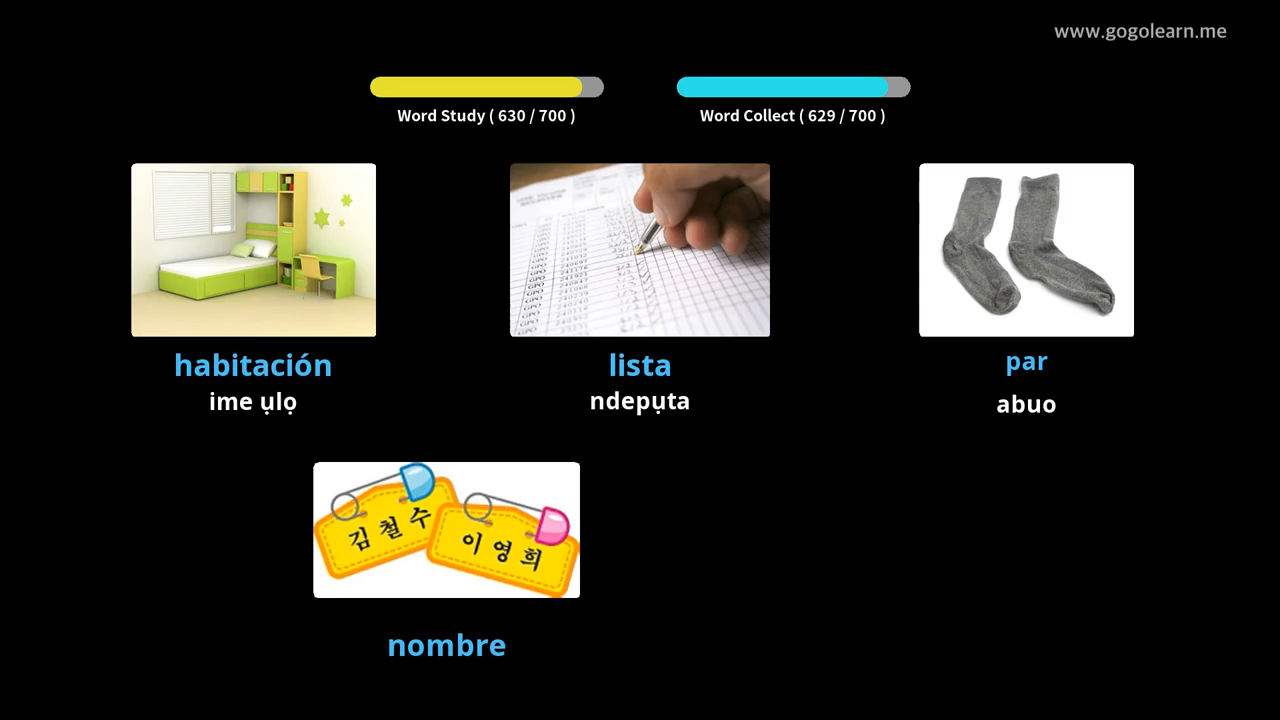 www.gogolearn.me
Word Study ( 630 / 700 )
Word Collect ( 629 / 700 )
habitación
ime ụlọ
lista
ndepụta
par
abuo
김철수
이영희
nombre